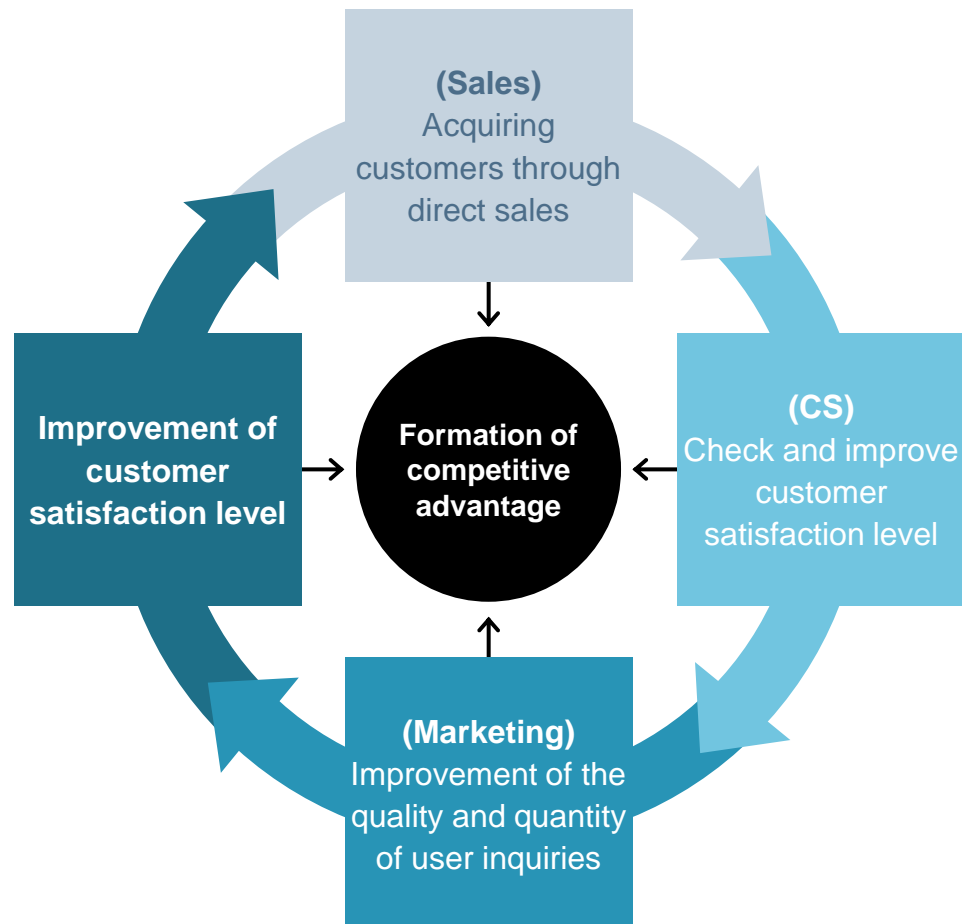 (Sales)
Acquiring
customers through
direct sales
Improvement of
customer
satisfaction level
Formation of
competitive
advantage
(CS)
Check and improve
customer
satisfaction level
(Marketing)
Improvement of the
quality and quantity
of user inquiries